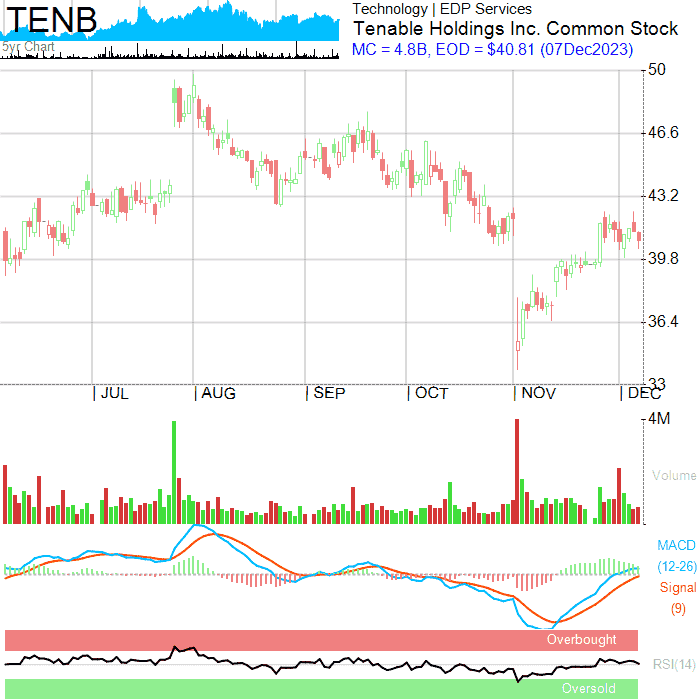 TENB
5yr Chart
Technology | EDP Services
Tenable Holdings Inc. Common Stock
MC = 4.8B, EOD = $40.81 (07Dec2023)
50
46.6
43.2
39.8
36.4
33
| JUL | AUG | SEP | OCT | NOV | DEC
4M
Volume
MACD
(12-26)
Signal
(9)
Overbought
RSI(14)
Oversold